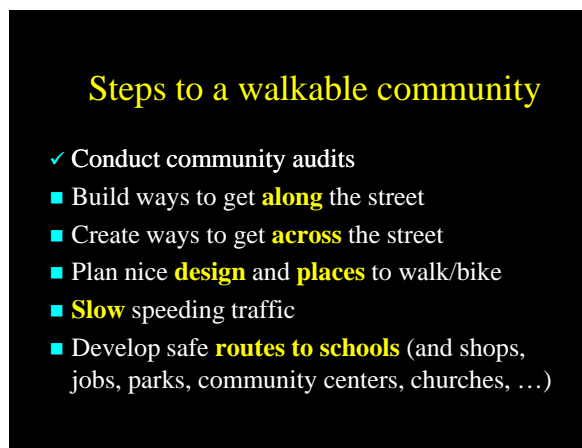 Steps to a walkable community
✓ Conduct community audits
■ Build ways to get along the street
■ Create ways to get across the street
■ Plan nice design and places to walk/bike
■ Slow speeding traffic
■ Develop safe routes to schools (and shops,
jobs, parks, community centers, churches, …)